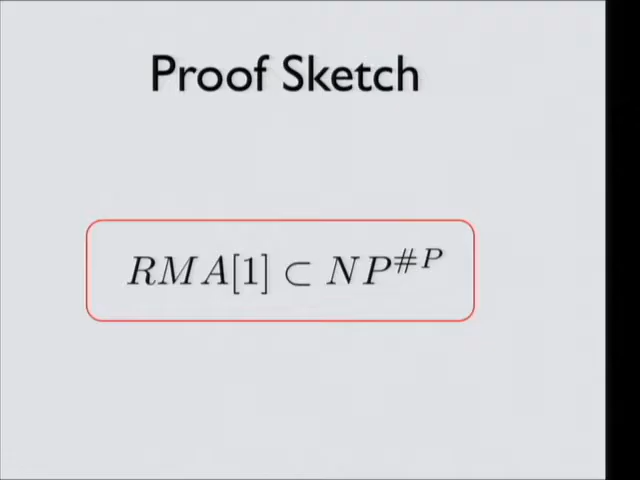 Proof Sketch
RMA[1] ⊂ NP^{#P}